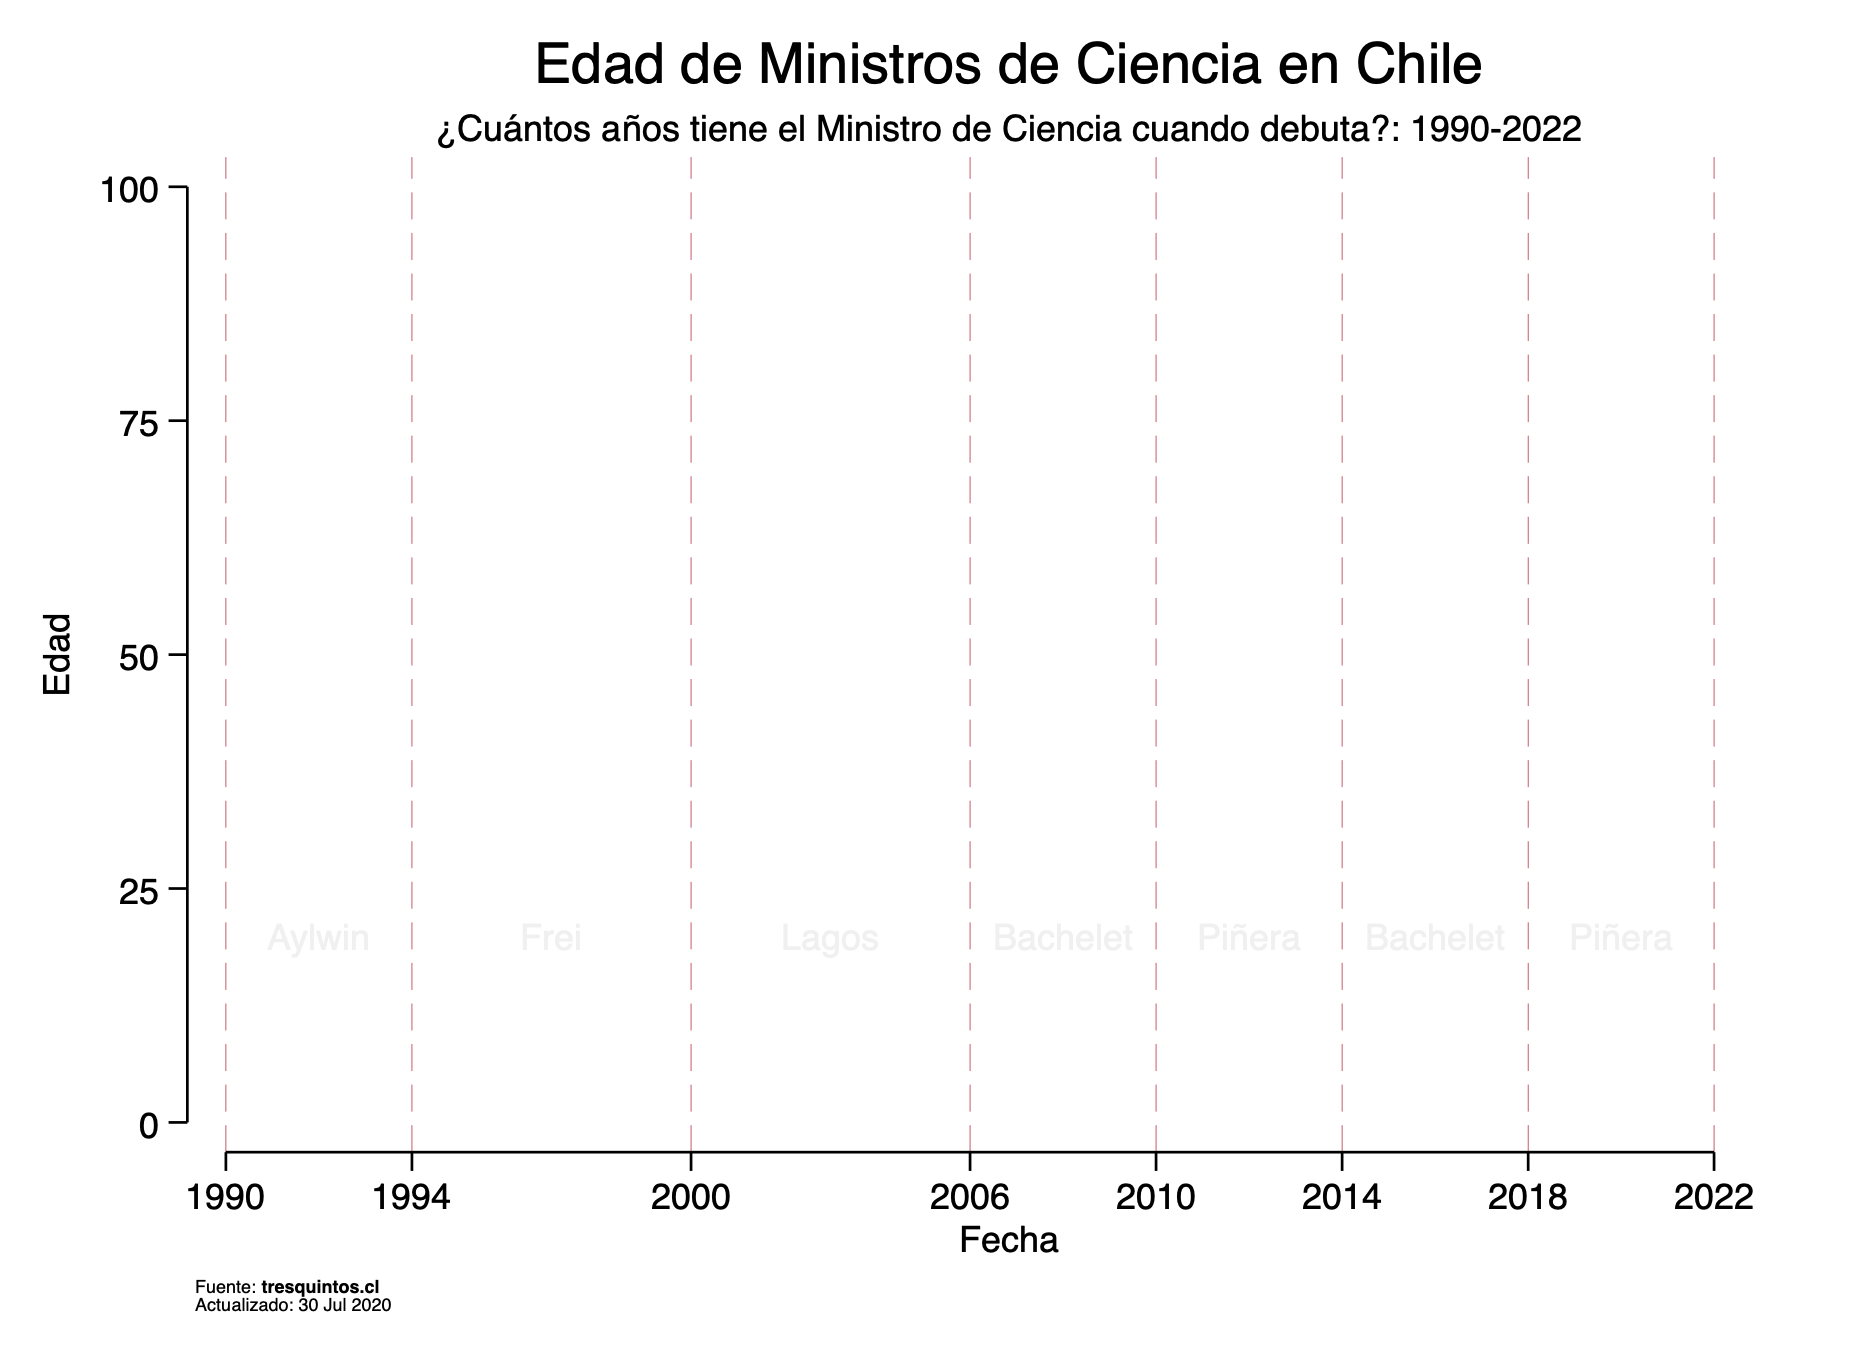 Edad de Ministros de Ciencia en Chile
¿Cuántos años tiene el Ministro de Ciencia cuando debuta?: 1990-2022
100
75
50
25
0
Edad
Aylwin Frei Lagos Bachelet Piñera Bachelet Piñera
1990 1994 2000 2006 2010 2014 2018 2022
Fecha
Fuente: tresquintos.cl
Actualizado: 30 Jul 2020